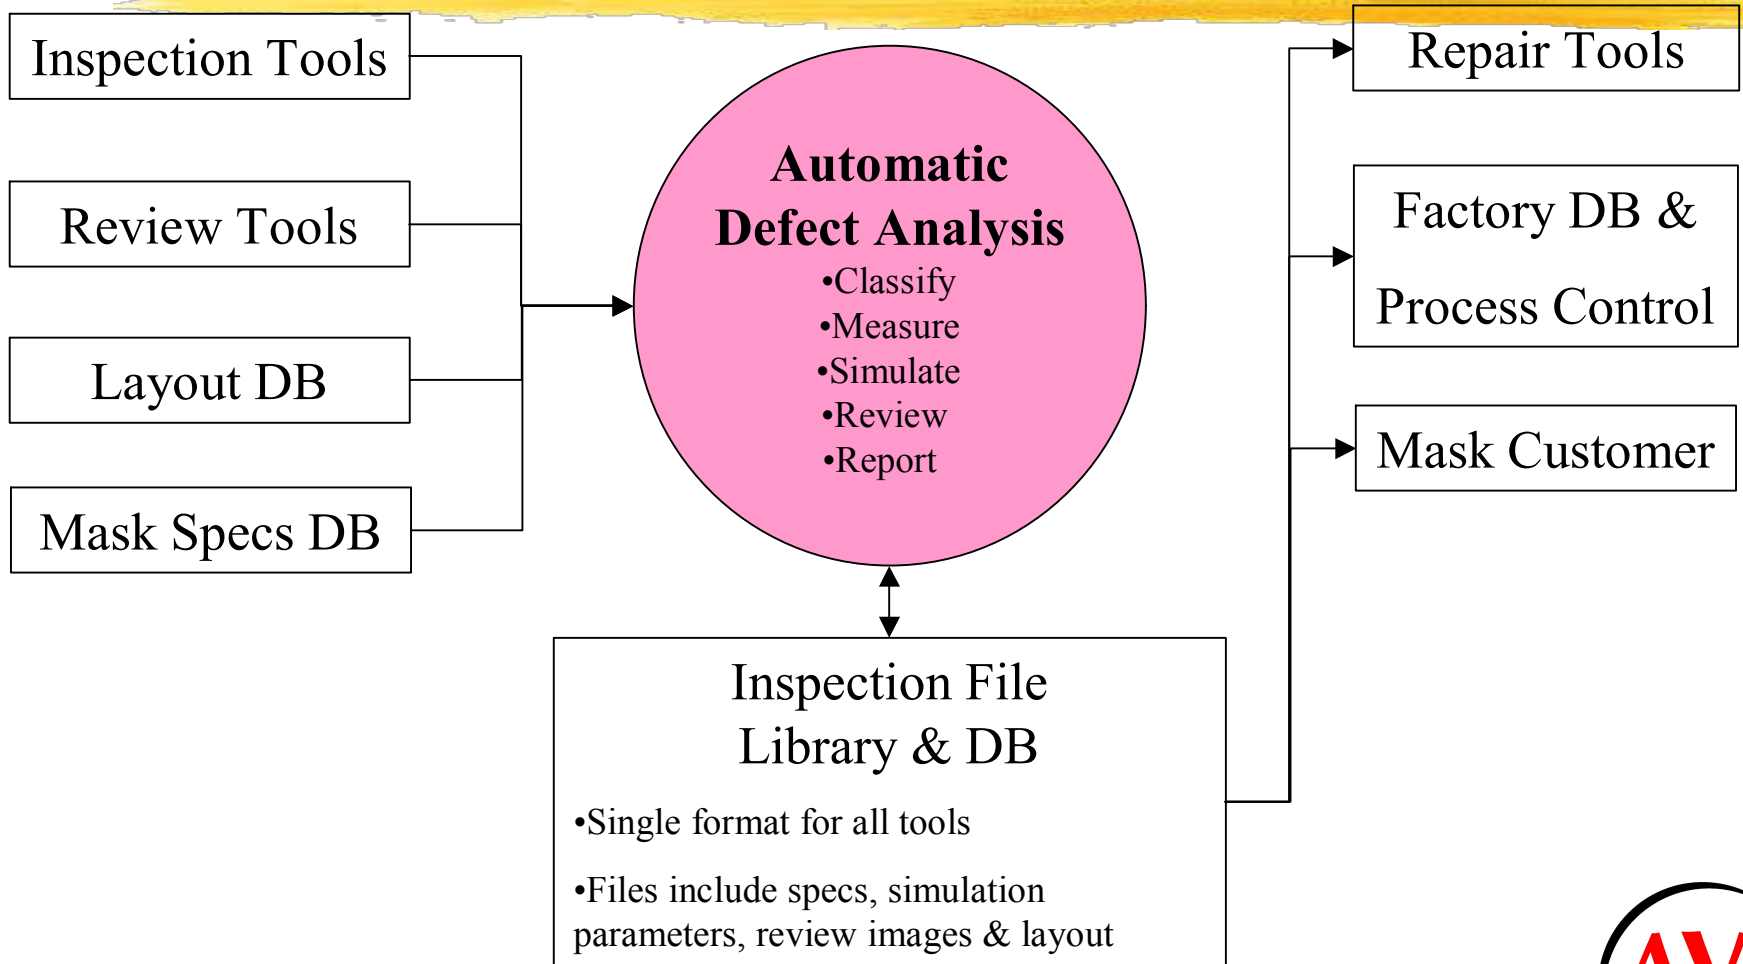 Inspection Tools
Review Tools
Layout DB
Mask Specs DB
Automatic
Defect Analysis
•Classify
•Measure
•Simulate
•Review
•Report
Inspection File
Library & DB
•Single format for all tools
•Files include specs, simulation
parameters, review images & layout
Repair Tools
Factory DB &
Process Control
Mask Customer